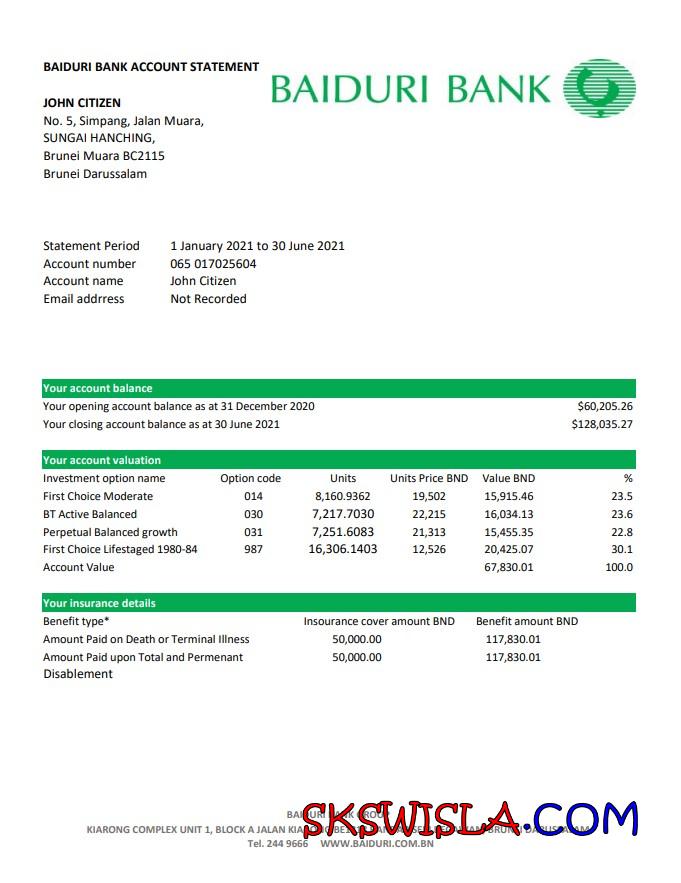 BAIDURI BANK ACCOUNT STATEMENT
BAIDURI BANK
JOHN CITIZEN
No. 5, Simpang, Jalan Muara,
SUNGAI HANCHING,
Brunei Muara BC2115
Brunei Darussalam
Statement Period 1 January 2021 to 30 June 2021
Account number 065 017025604
Account name John Citizen
Email addrress Not Recorded
Your account balance
Your opening account balance as at 31 December 2020 $60,205.26
Your closing account balance as at 30 June 2021 $128,035.27
Your account valuation
Investment option name Option code Units Units Price BND Value BND %
First Choice Moderate 014 8,160.9362 19,502 15,915.46 23.5
BT Active Balanced 030 7,217.7030 22,215 16,034.13 23.6
Perpetual Balanced growth 031 7,251.6083 21,313 15,455.35 22.8
First Choice Lifestaged 1980-84 987 16,306.1403 12,526 20,425.07 30.1
Account Value 67,830.01 100.0
Your insurance details
Benefit type* Insourance cover amount BND Benefit amount BND
Amount Paid on Death or Terminal Illness 50,000.00 117,830.01
Amount Paid upon Total and Permenant 50,000.00 117,830.01
Disablement
BAIDURI BANK GROUP
SKSWISLA.COM
KIARONG COMPLEX UNIT 1, BLOCK A JALAN
Tel. 244 9666 WWW.BAIDURI.COM.BN